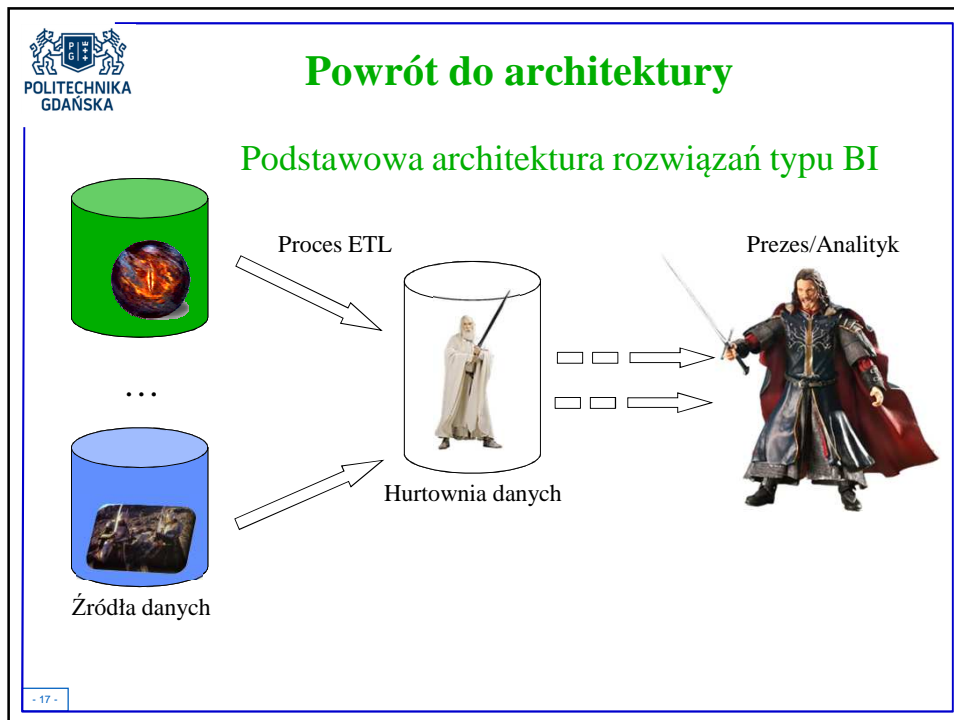 POLITECHNIKA
GDAŃSKA
P G
Powrót do architektury
Podstawowa architektura rozwiązań typu BI
Proces ETL
Prezes/Analityk
...
Hurtownia danych
Źródła danych
- 17 -